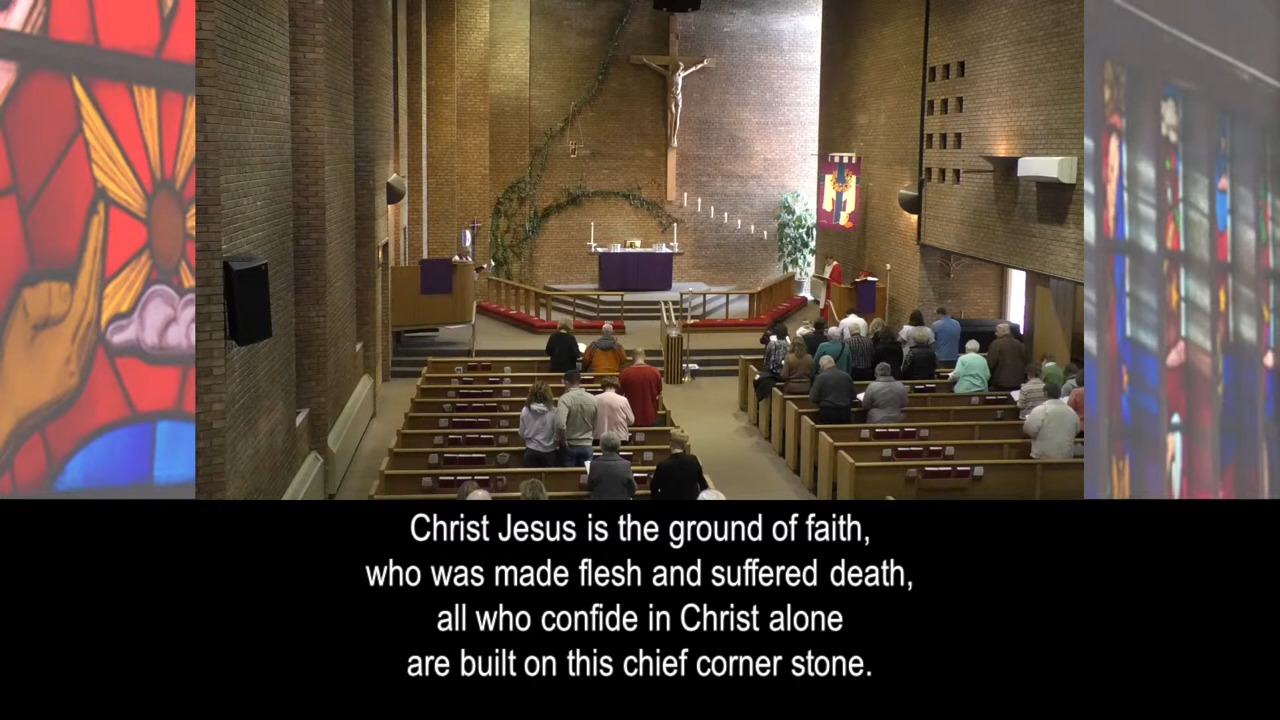 Christ Jesus is the ground of faith,
who was made flesh and suffered death,
all who confide in Christ alone
are built on this chief corner stone.